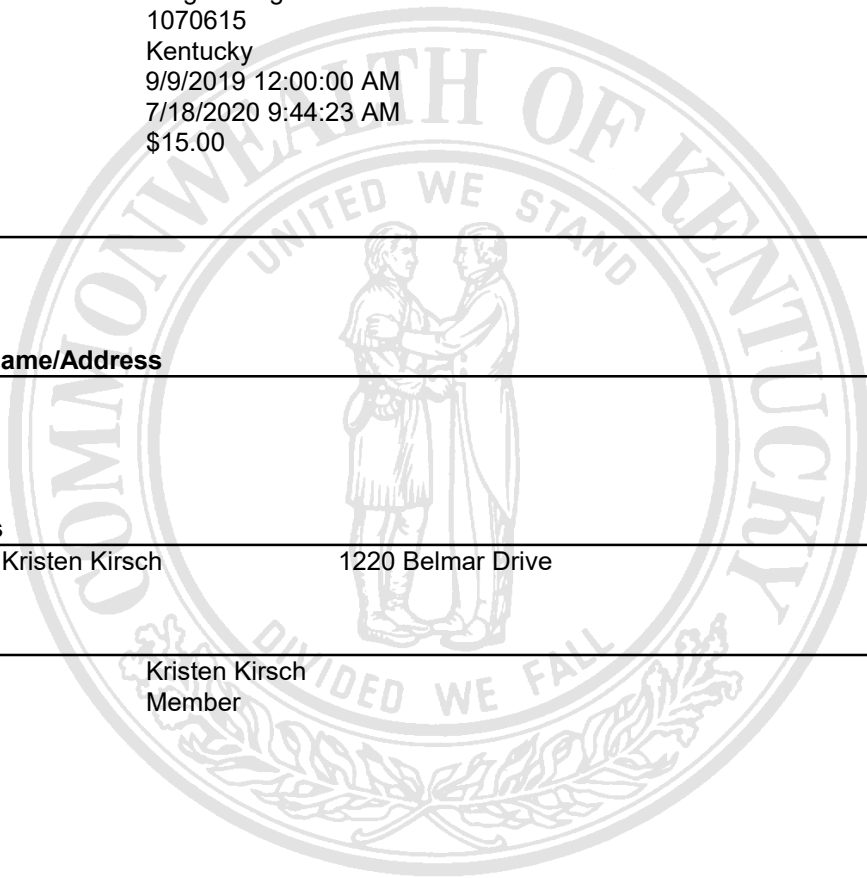 1070615
Kentucky
9/9/2019 12:00:00 AM
7/18/2020 9:44:23 AM
$15.00
COMMONWEALTH OF KENTUCKY
UNITED WE STAND
ame/Address
s
Kristen Kirsch 1220 Belmar Drive
DIVIDED WE FALL
Kristen Kirsch
Member